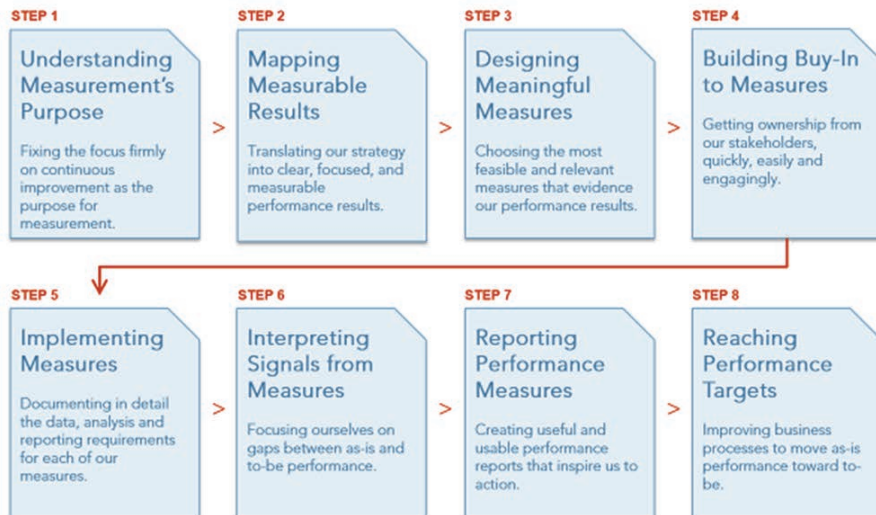 STEP 1
Understanding
Measurement's
Purpose
Fixing the focus firmly
on continuous
improvement as the
purpose for
measurement.
>
STEP 2
Mapping
Measurable
Results
Translating our strategy
into clear, focused, and
measurable
performance results.
>
STEP 3
Designing
Meaningful
Measures
Choosing the most
feasible and relevant
measures that evidence
our performance results.
>
STEP 4
Building Buy-In
to Measures
Getting ownership from
our stakeholders,
quickly, easily and
engagingly.
STEP 5
Implementing
Measures
Documenting in detail
the data, analysis and
reporting requirements
for each of our
measures.
>
STEP 6
Interpreting
Signals from
Measures
Focusing ourselves on
gaps between as-is and
to-be performance.
>
STEP 7
Reporting
Performance
Measures
Creating useful and
usable performance
reports that inspire us to
action.
>
STEP 8
Reaching
Performance
Targets
Improving business
processes to move as-is
performance toward to-
be.